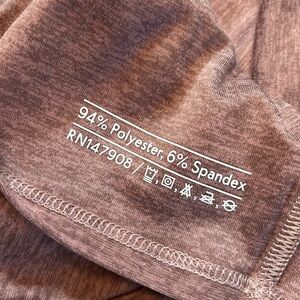 94% Polyester, 6% Spandex
RN147908 /